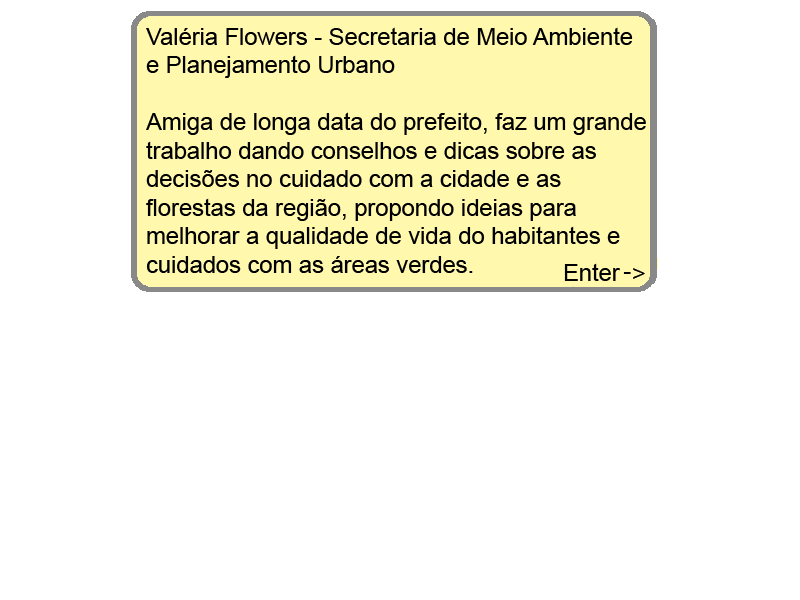 Valéria Flowers - Secretaria de Meio Ambiente
e Planejamento Urbano
Amiga de longa data do prefeito, faz um grande
trabalho dando conselhos e dicas sobre as
decisões no cuidado com a cidade e as
florestas da região, propondo ideias para
melhorar a qualidade de vida do habitantes e
cuidados com as áreas verdes.
Enter ->